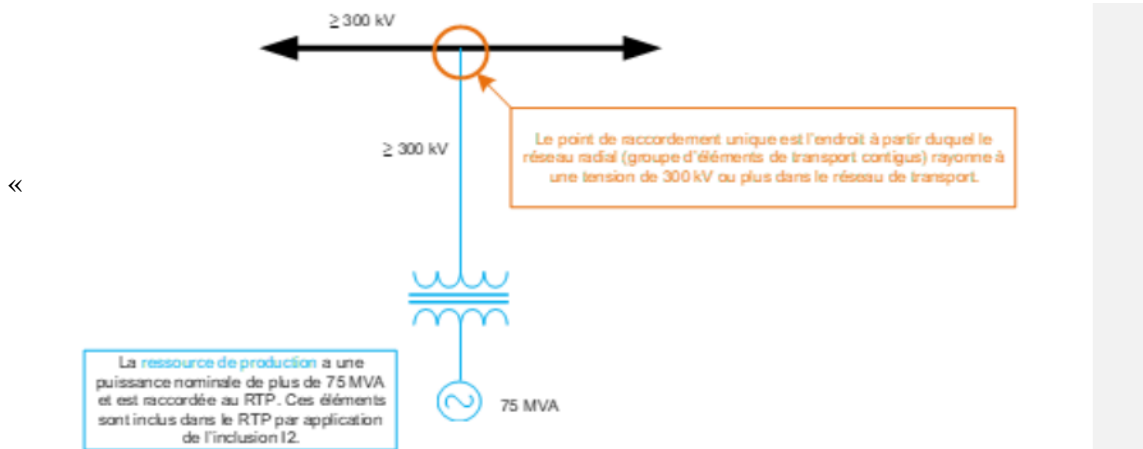 ≥ 300 kV
Le point de raccordement unique est l'endroit à partir duquel le
réseau radial (groupe d'éléments de transport contigus) rayonne à
une tension de 300 kV ou plus dans le réseau de transport.
≥ 300 kV
«
La ressource de production a une
puissance nominale de plus de 75 MVA
et est raccordée au RTP. Ces éléments
sont inclus dans le RTP par application
de l'inclusion I2.
75 MVA